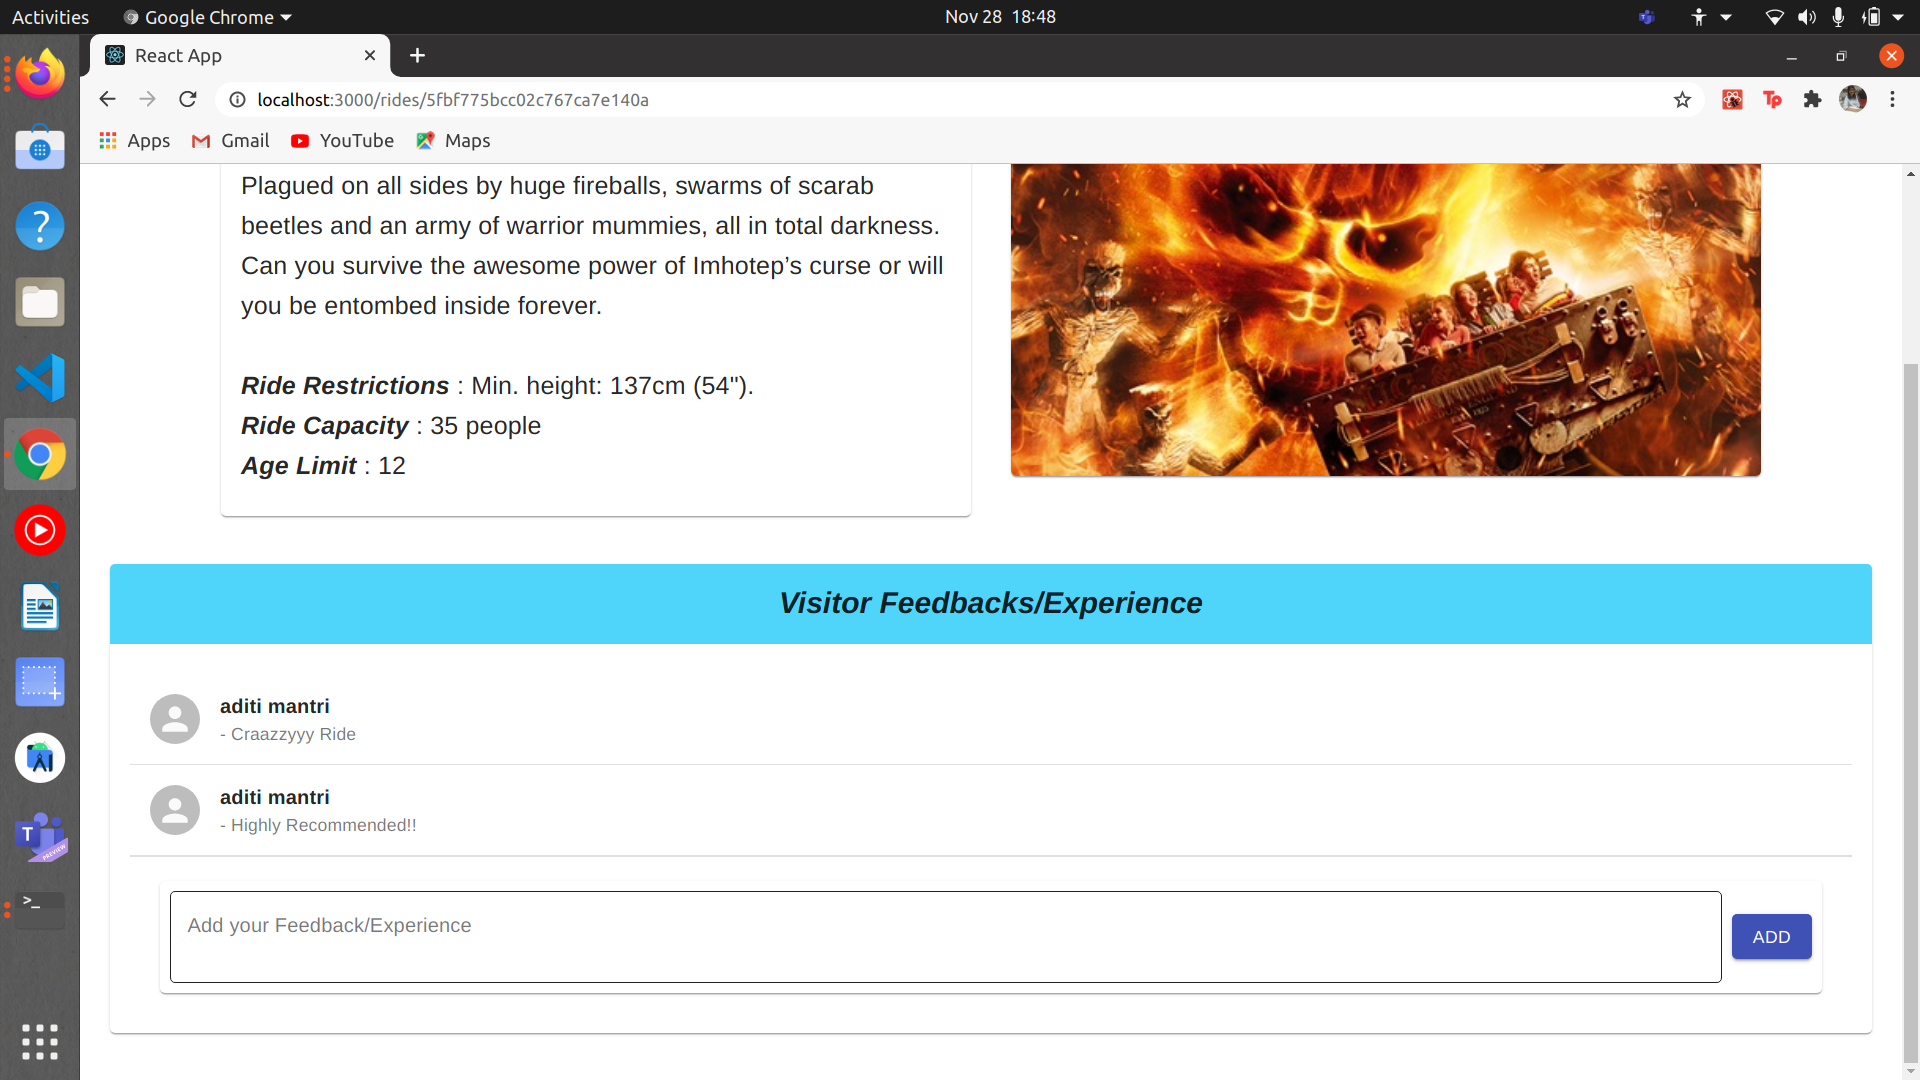 Activities
Google Chrome
Nov 28 18:48
React App
localhost:3000/rides/5fbf775bcc02c767ca7e140a
Tp
Apps
Gmail
YouTube
Maps
Plagued on all sides by huge fireballs, swarms of scarab
beetles and an army of warrior mummies, all in total darkness.
Can you survive the awesome power of Imhotep’s curse or will
you be entombed inside forever.
Ride Restrictions : Min. height: 137cm (54").
Ride Capacity : 35 people
Age Limit : 12
Visitor Feedbacks/Experience
aditi mantri
- Craazzyyy Ride
aditi mantri
- Highly Recommended!!
Add your Feedback/Experience
ADD
T
PREVIEW
>_